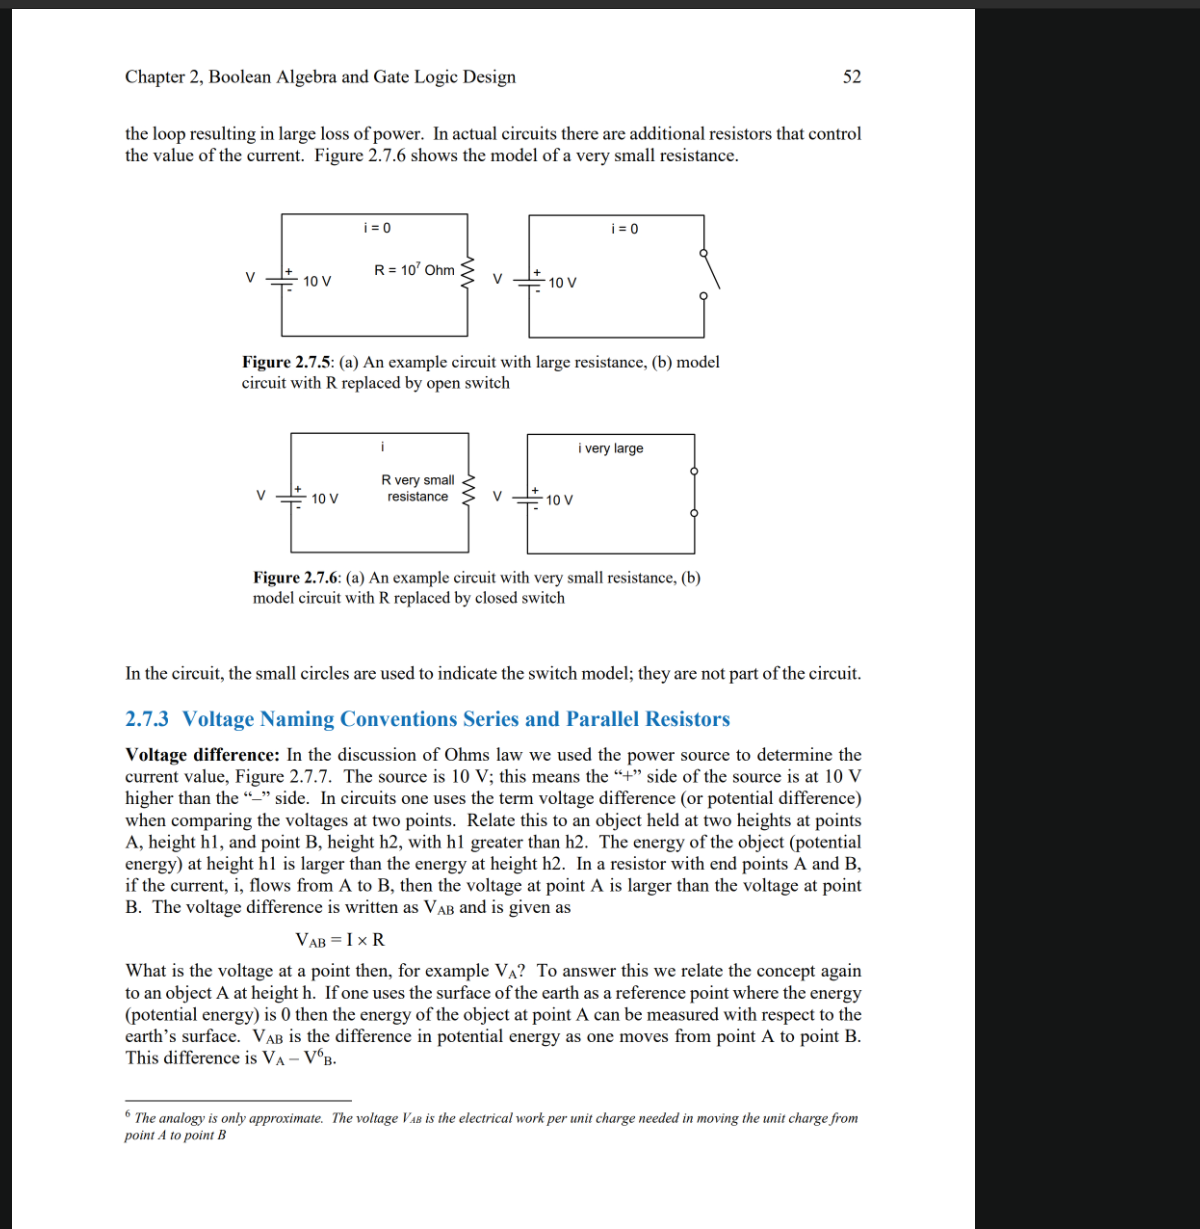 Chapter 2, Boolean Algebra and Gate Logic Design 52
the loop resulting in large loss of power. In actual circuits there are additional resistors that control
the value of the current. Figure 2.7.6 shows the model of a very small resistance.
i = 0
R = 10⁷ Ohm
V
+
-
10 V
i = 0
V
+
-
10 V
Figure 2.7.5: (a) An example circuit with large resistance, (b) model
circuit with R replaced by open switch
i
R very small
resistance
V
+
-
10 V
i very large
V
+
-
10 V
Figure 2.7.6: (a) An example circuit with very small resistance, (b)
model circuit with R replaced by closed switch
In the circuit, the small circles are used to indicate the switch model; they are not part of the circuit.
2.7.3 Voltage Naming Conventions Series and Parallel Resistors
Voltage difference: In the discussion of Ohms law we used the power source to determine the
current value, Figure 2.7.7. The source is 10 V; this means the “+” side of the source is at 10 V
higher than the “–” side. In circuits one uses the term voltage difference (or potential difference)
when comparing the voltages at two points. Relate this to an object held at two heights at points
A, height h1, and point B, height h2, with h1 greater than h2. The energy of the object (potential
energy) at height h1 is larger than the energy at height h2. In a resistor with end points A and B,
if the current, i, flows from A to B, then the voltage at point A is larger than the voltage at point
B. The voltage difference is written as VAB and is given as
VAB = I × R
What is the voltage at a point then, for example VA? To answer this we relate the concept again
to an object A at height h. If one uses the surface of the earth as a reference point where the energy
(potential energy) is 0 then the energy of the object at point A can be measured with respect to the
earth’s surface. VAB is the difference in potential energy as one moves from point A to point B.
This difference is VA – V⁶B.
⁶ The analogy is only approximate. The voltage VAB is the electrical work per unit charge needed in moving the unit charge from
point A to point B